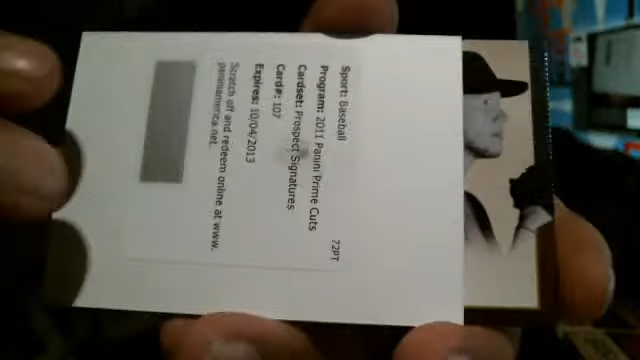 Sport: Baseball
Program: 2011 Panini Prime Cuts
Cardset: Prospect Signatures
Card#: 107
Expires: 10/04/2013
Scratch off and redeem online at www.
paniniamerica.net.
72PT